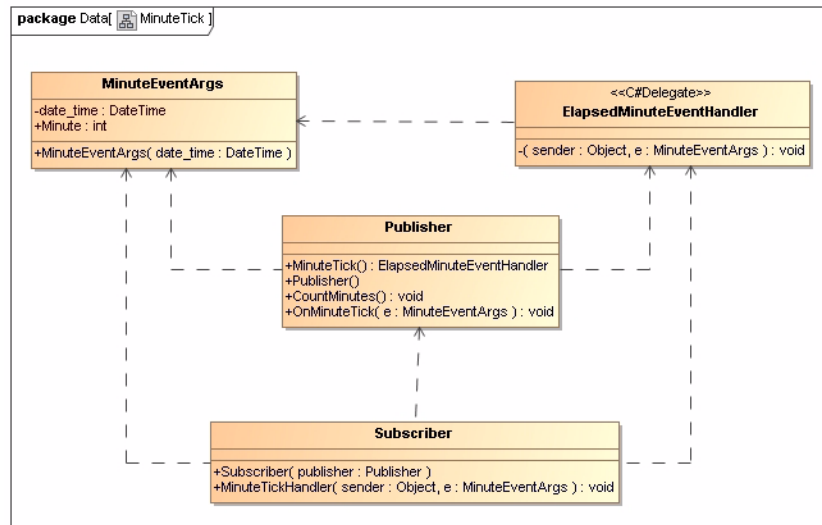 package Data[ MinuteTick ]
MinuteEventArgs
-date_time : DateTime
+Minute : int
+MinuteEventArgs( date_time : DateTime )
<<C#Delegate>>
ElapsedMinuteEventHandler
-( sender : Object, e : MinuteEventArgs ) : void
Publisher
+MinuteTick() : ElapsedMinuteEventHandler
+Publisher()
+CountMinutes() : void
+OnMinuteTick( e : MinuteEventArgs ) : void
Subscriber
+Subscriber( publisher : Publisher )
+MinuteTickHandler( sender : Object, e : MinuteEventArgs ) : void